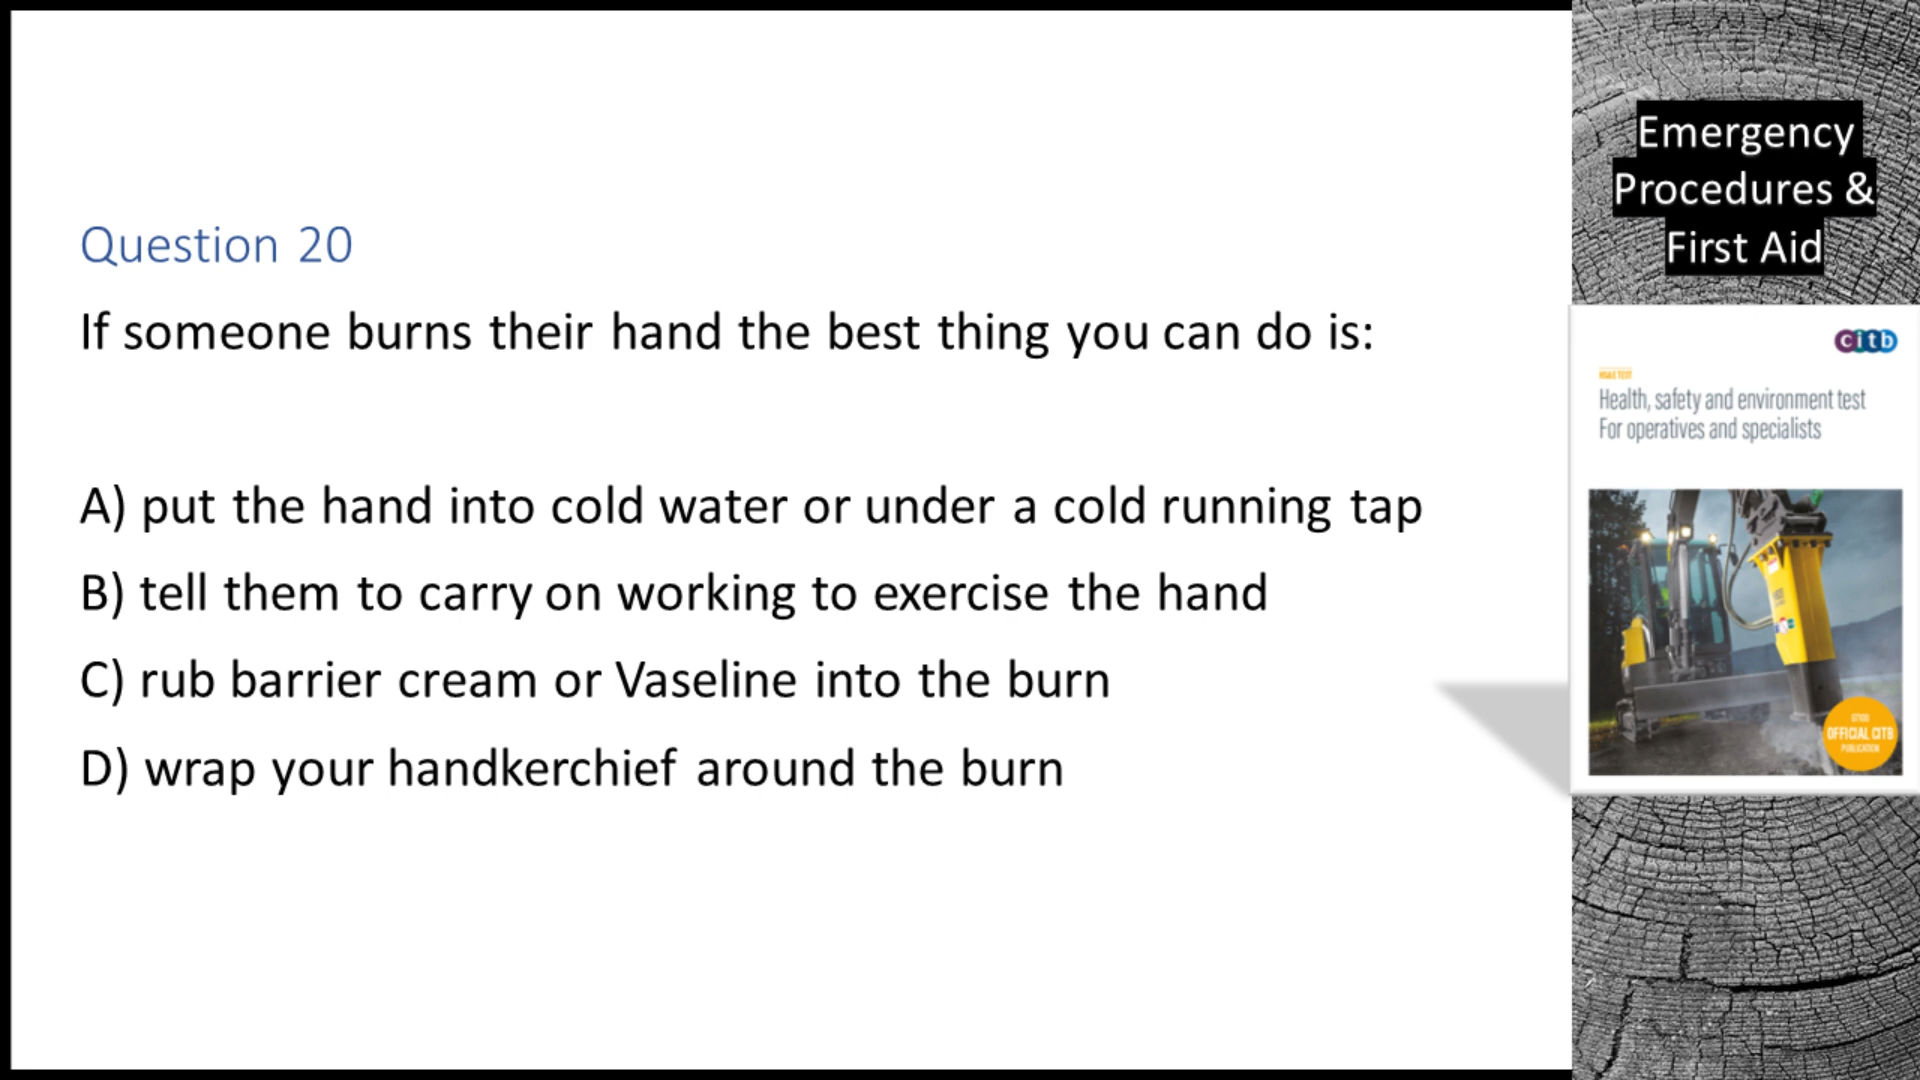 Question 20
If someone burns their hand the best thing you can do is:
A) put the hand into cold water or under a cold running tap
B) tell them to carry on working to exercise the hand
C) rub barrier cream or Vaseline into the burn
D) wrap your handkerchief around the burn
Emergency
Procedures &
First Aid
citb
HS&E TEST
Health, safety and environment test
For operatives and specialists
OFFICIAL CITB
PUBLICATION